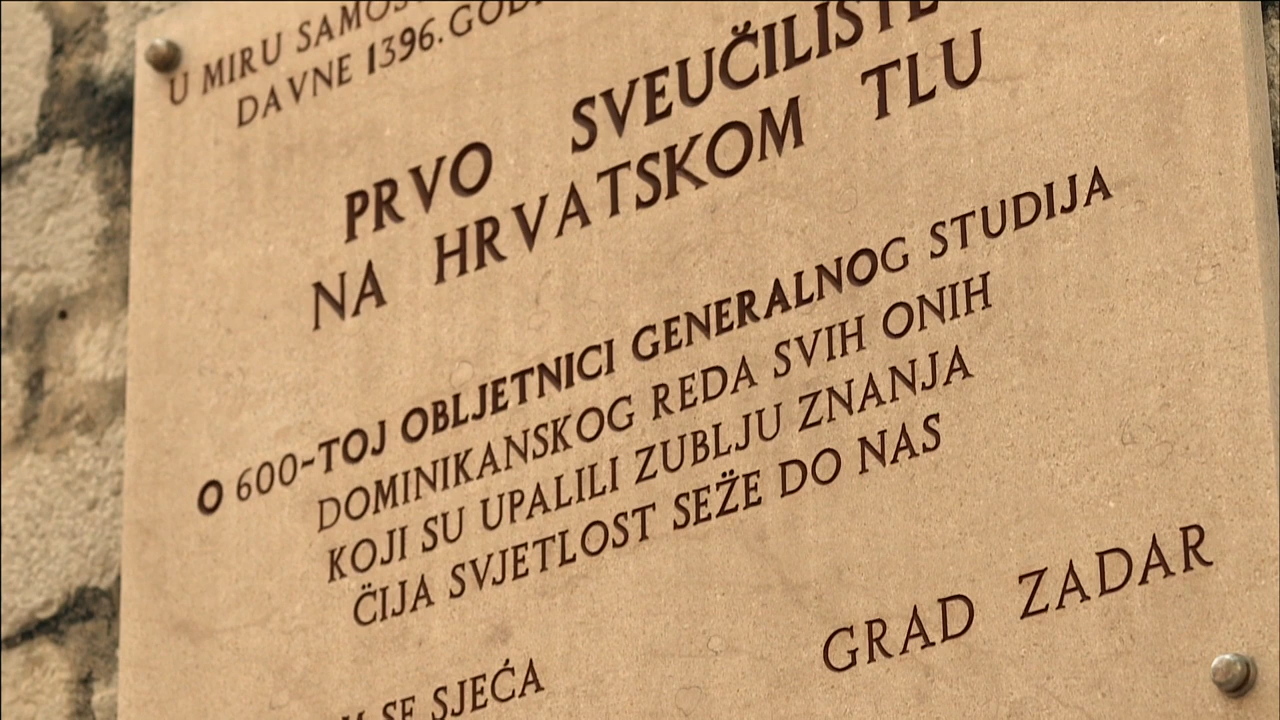 U MIRU
DAVNE 1396. GOD
PRVO SVEUČILIŠTE
NA HRVATSKOM TLU
O 600-TOJ OBLJETNICI GENERALNOG STUDIJA
DOMINIKANSKOG REDA SVIH ONIH
KOJI SU UPALILI ZUBLJU ZNANJA
ČIJA SVJETLOST SEŽE DO NAS
GRAD ZADAR
SE SJEĆA